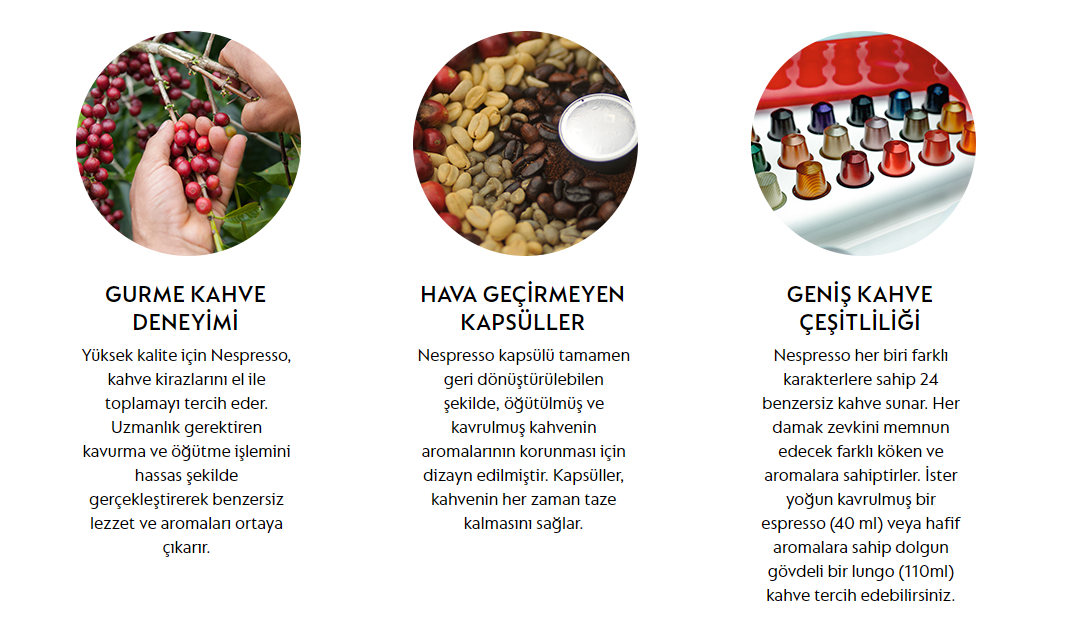 GURME KAHVE
DENEYİMİ
Yüksek kalite için Nespresso,
kahve kirazlarını el ile
toplamayı tercih eder.
Uzmanlık gerektiren
kavurma ve öğütme işlemini
hassas şekilde
gerçekleştirerek benzersiz
lezzet ve aromaları ortaya
çıkarır.
HAVA GEÇİRMEYEN
KAPSÜLLER
Nespresso kapsülü tamamen
geri dönüştürülebilen
şekilde, öğütülmüş ve
kavrulmuş kahvenin
aromalarının korunması için
dizayn edilmiştir. Kapsüller,
kahvenin her zaman taze
kalmasını sağlar.
GENİŞ KAHVE
ÇEŞİTLİLİĞİ
Nespresso her biri farklı
karakterlere sahip 24
benzersiz kahve sunar. Her
damak zevkini memnun
edecek farklı köken ve
aromalara sahiptirler. İster
yoğun kavrulmuş bir
espresso (40 ml) veya hafif
aromalara sahip dolgun
gövdeli bir lungo (110ml)
kahve tercih edebilirsiniz.